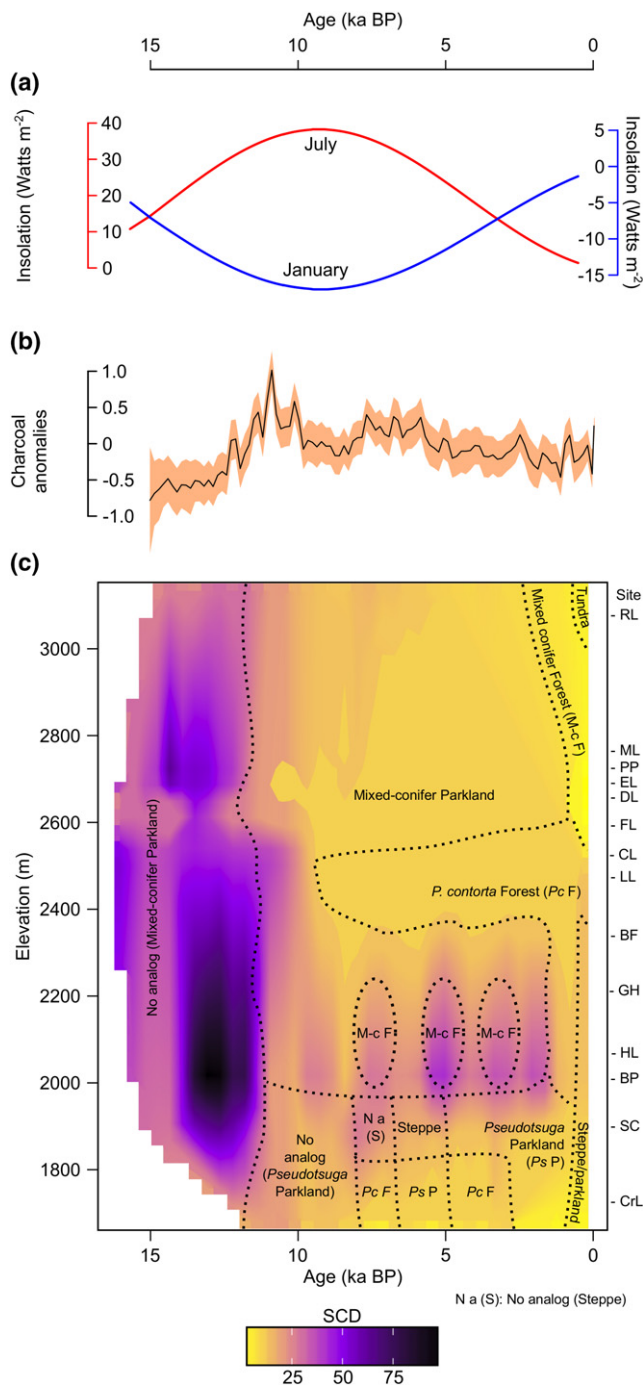 Age (ka BP)
15 10 5 0
(a)
Insolation (Watts m-2)
40
30
20
10
0
July
January
5
0
-5
-10
-15
Insolation (Watts m-2)
(b)
Charcoal
anomalies
1.0
0.5
0
-0.5
-1.0
(c)
Elevation (m)
3000
2800
2600
2400
2200
2000
1800
No analog (Mixed-conifer Parkland)
Mixed conifer Forest (M-c F)
Tundra
Mixed-conifer Parkland
P. contorta Forest (Pc F)
M-c F
M-c F
M-c F
No
analog
(Pseudotsuga
Parkland)
N a
(S)
Steppe
Pseudotsuga
Parkland
(Ps P)
Pc F
Ps P
Pc F
Steppe/parkland
Site
- RL
- ML
- PP
- EL
- DL
- FL
- CL
- LL
- BF
- GH
- HL
- BP
- SC
- CrL
15 10 5 0
Age (ka BP)
N a (S): No analog (Steppe)
SCD
25 50 75